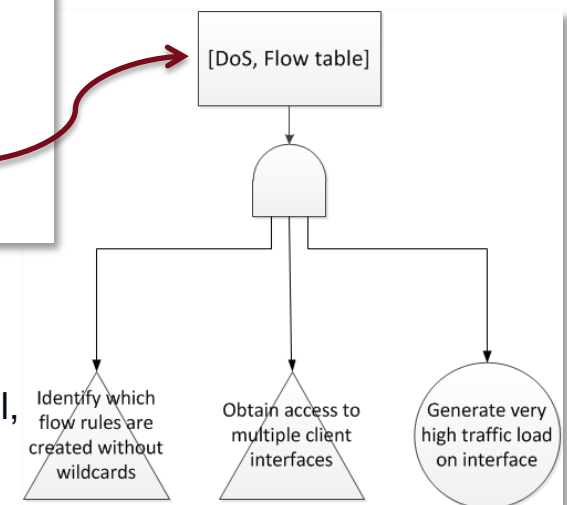 [DoS, Flow table]
l,
Identify which
flow rules are
created without
wildcards
Obtain access to
multiple client
interfaces
Generate very
high traffic load
on interface